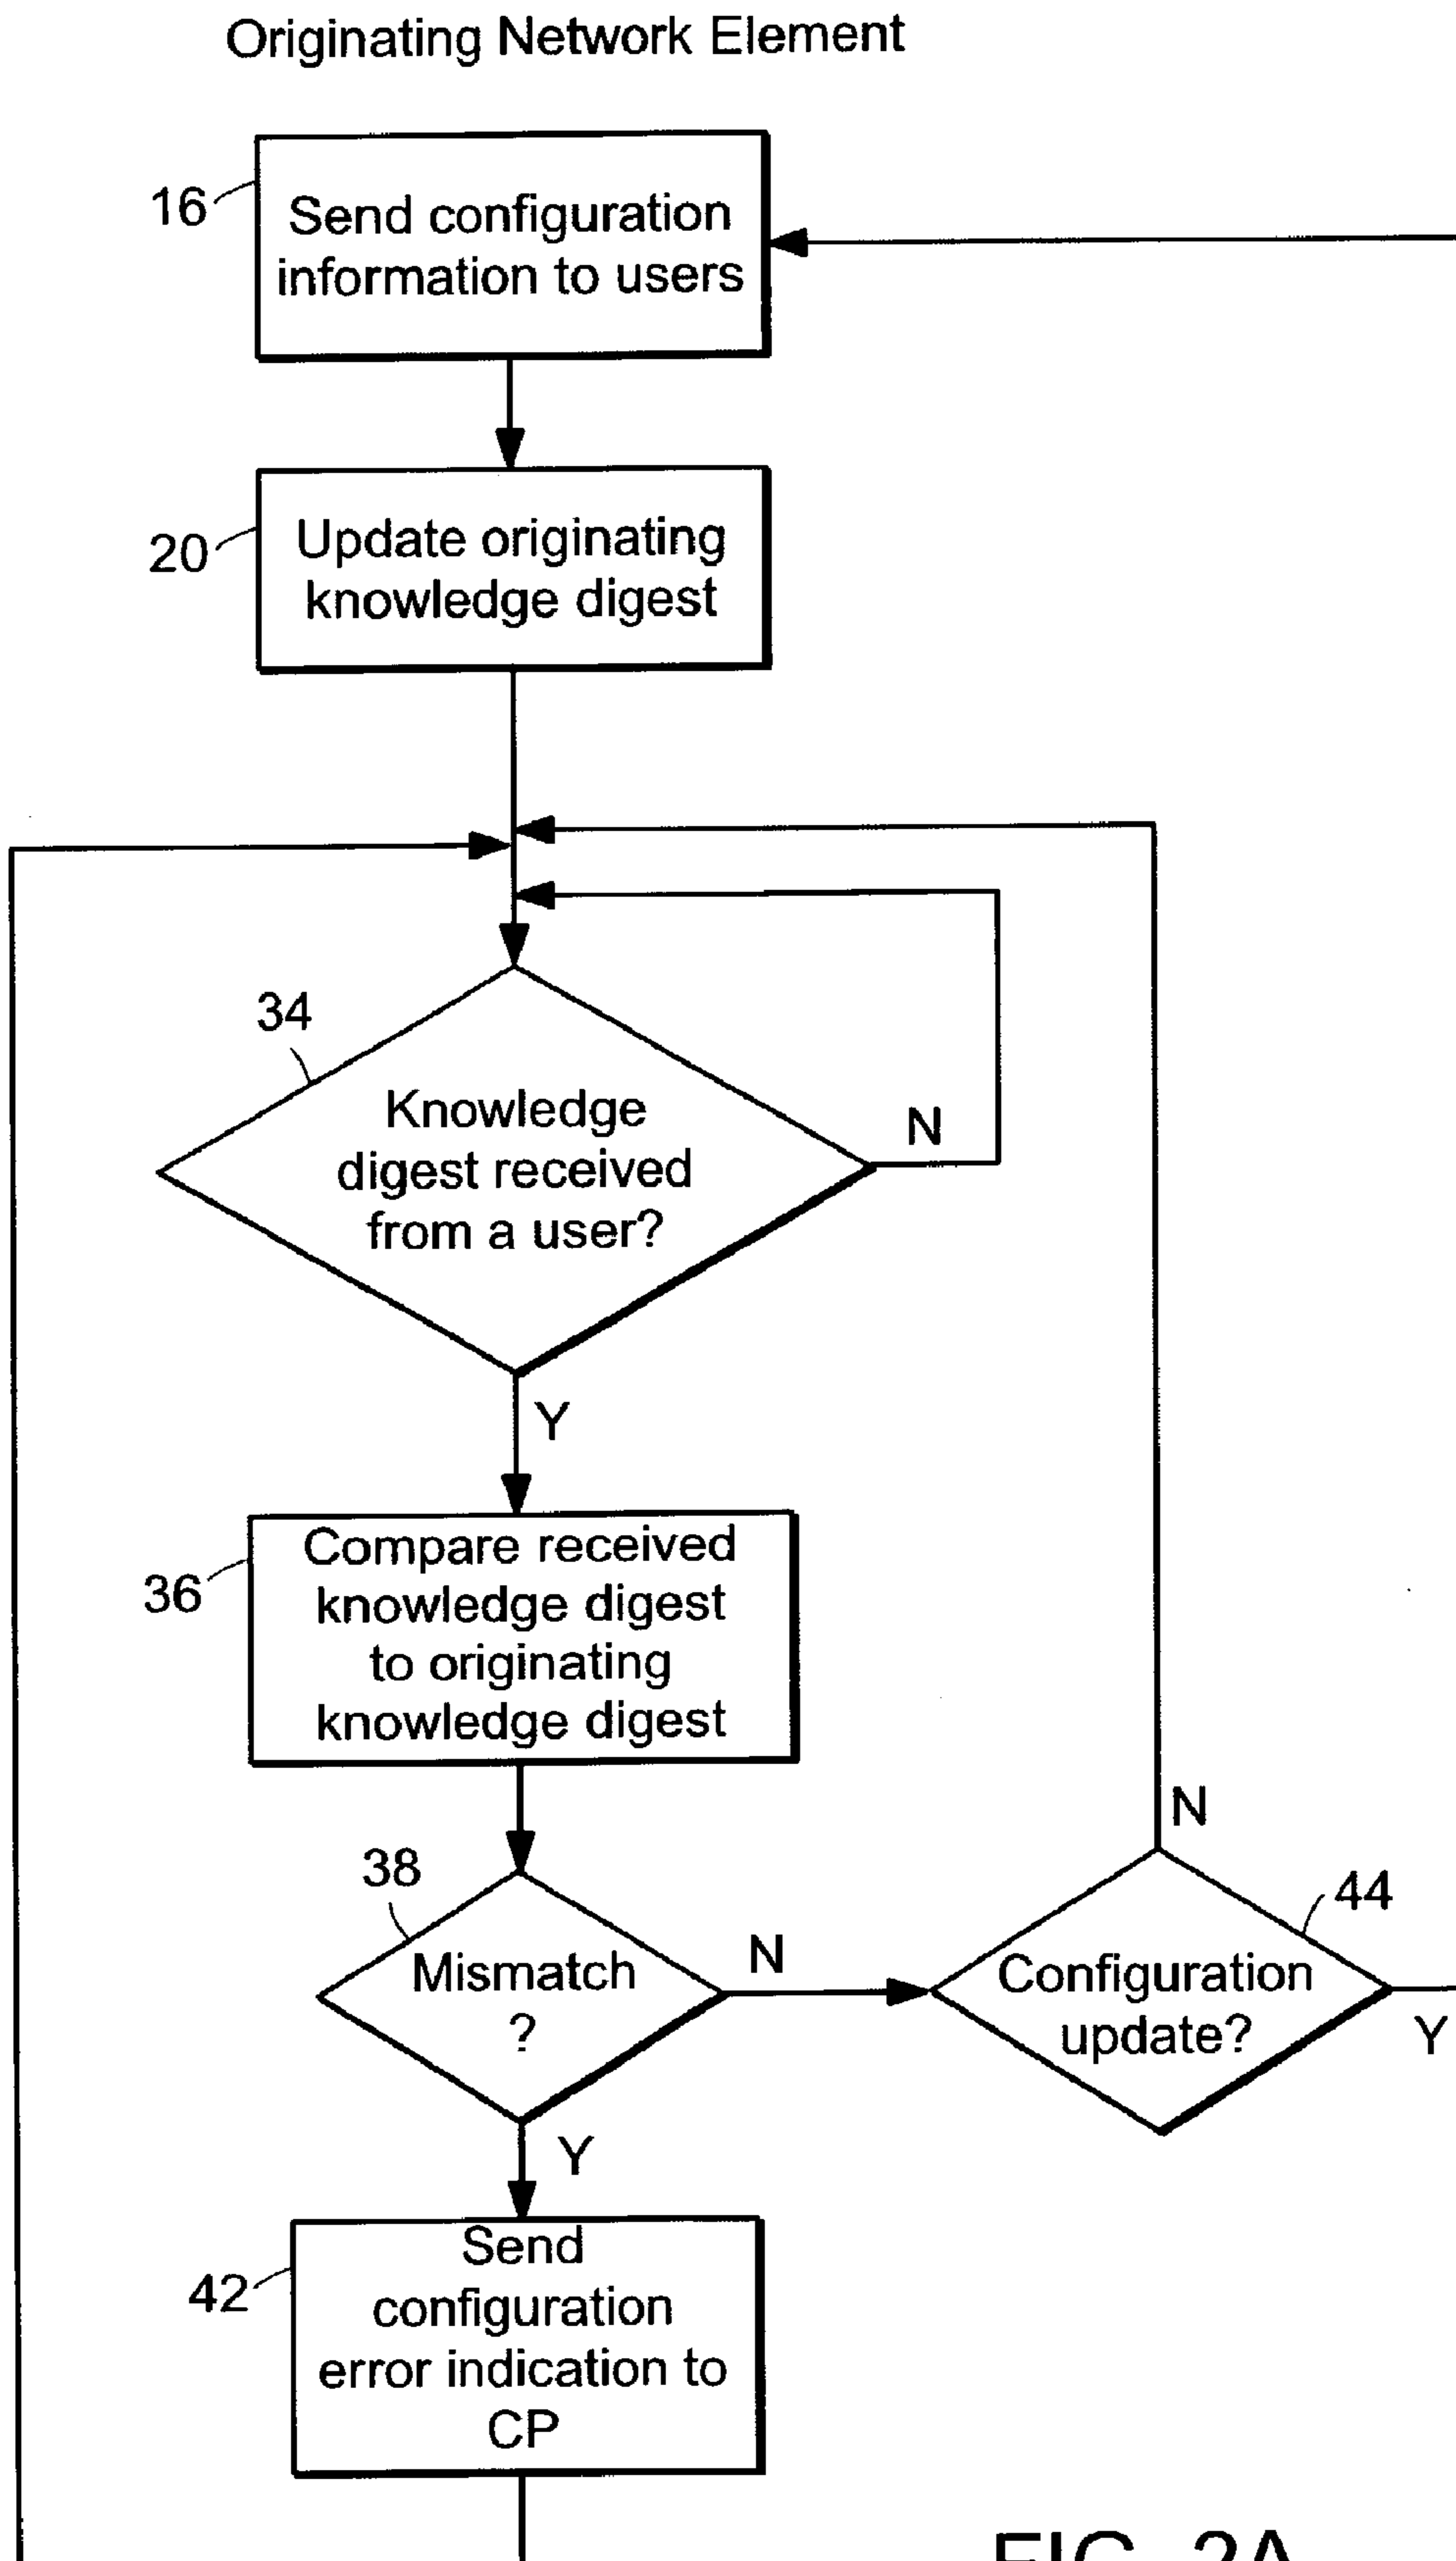 Originating Network Element
16
Send configuration
information to users
20
Update originating
knowledge digest
34
Knowledge
digest received
from a user?
N
Y
36
Compare received
knowledge digest
to originating
knowledge digest
38
Mismatch
?
N
Y
44
Configuration
update?
N
Y
42
Send
configuration
error indication to
CP
FIG. 2A